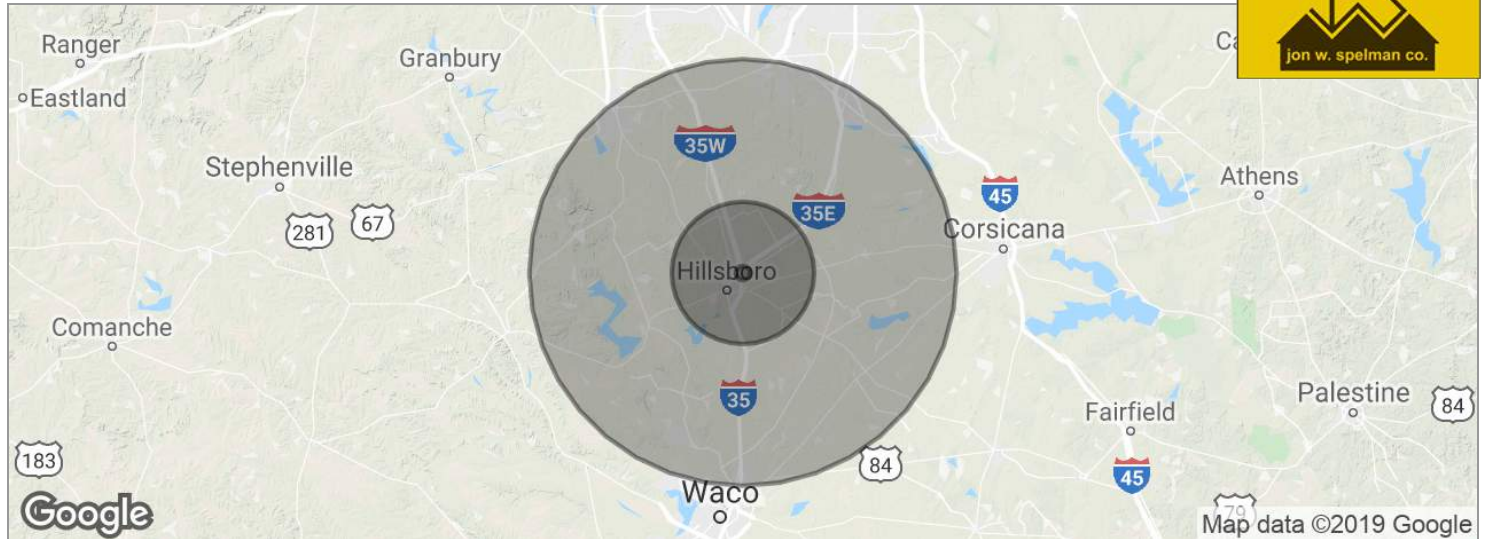 Ranger
Granbury
Ca
jon w. spelman co.
Eastland
35W
Stephenville
Athens
45
35E
281
67
Corsicana
Hillsboro
Comanche
35
Palestine
84
Fairfield
183
84
45
Waco
79
Google
Map data ©2019 Google